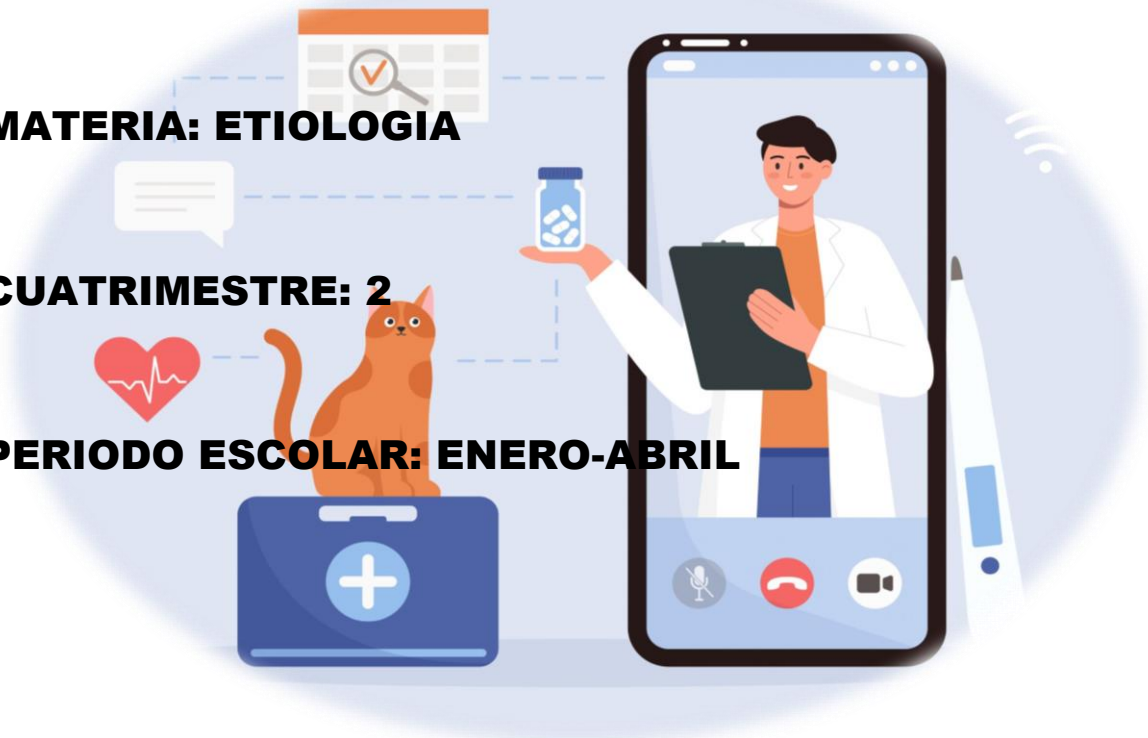 MATERIA: ETIOLOGIA
CUATRIMESTRE: 2
PERIODO ESCOLAR: ENERO-ABRIL